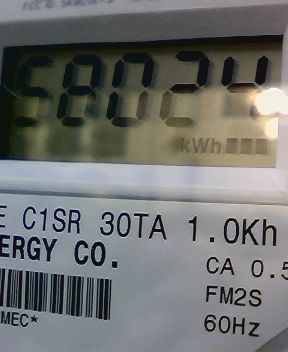 58024
kWh
E C1SR 30TA 1.0Kh
ERGY CO.
CA 0.5
FM2S
MEC*
60Hz